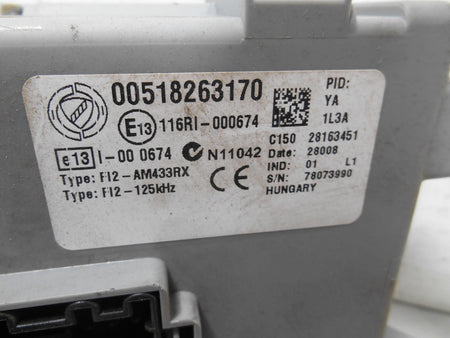 00518263170
PID:
YA
1L3A
E13 116RI-000674
C150 28163451
e13 I-00 0674 N11042
Date: 28008
IND: 01 L1
Type: FI2-AM433RX
S/N: 78073990
Type: FI2-125kHz
CE
HUNGARY